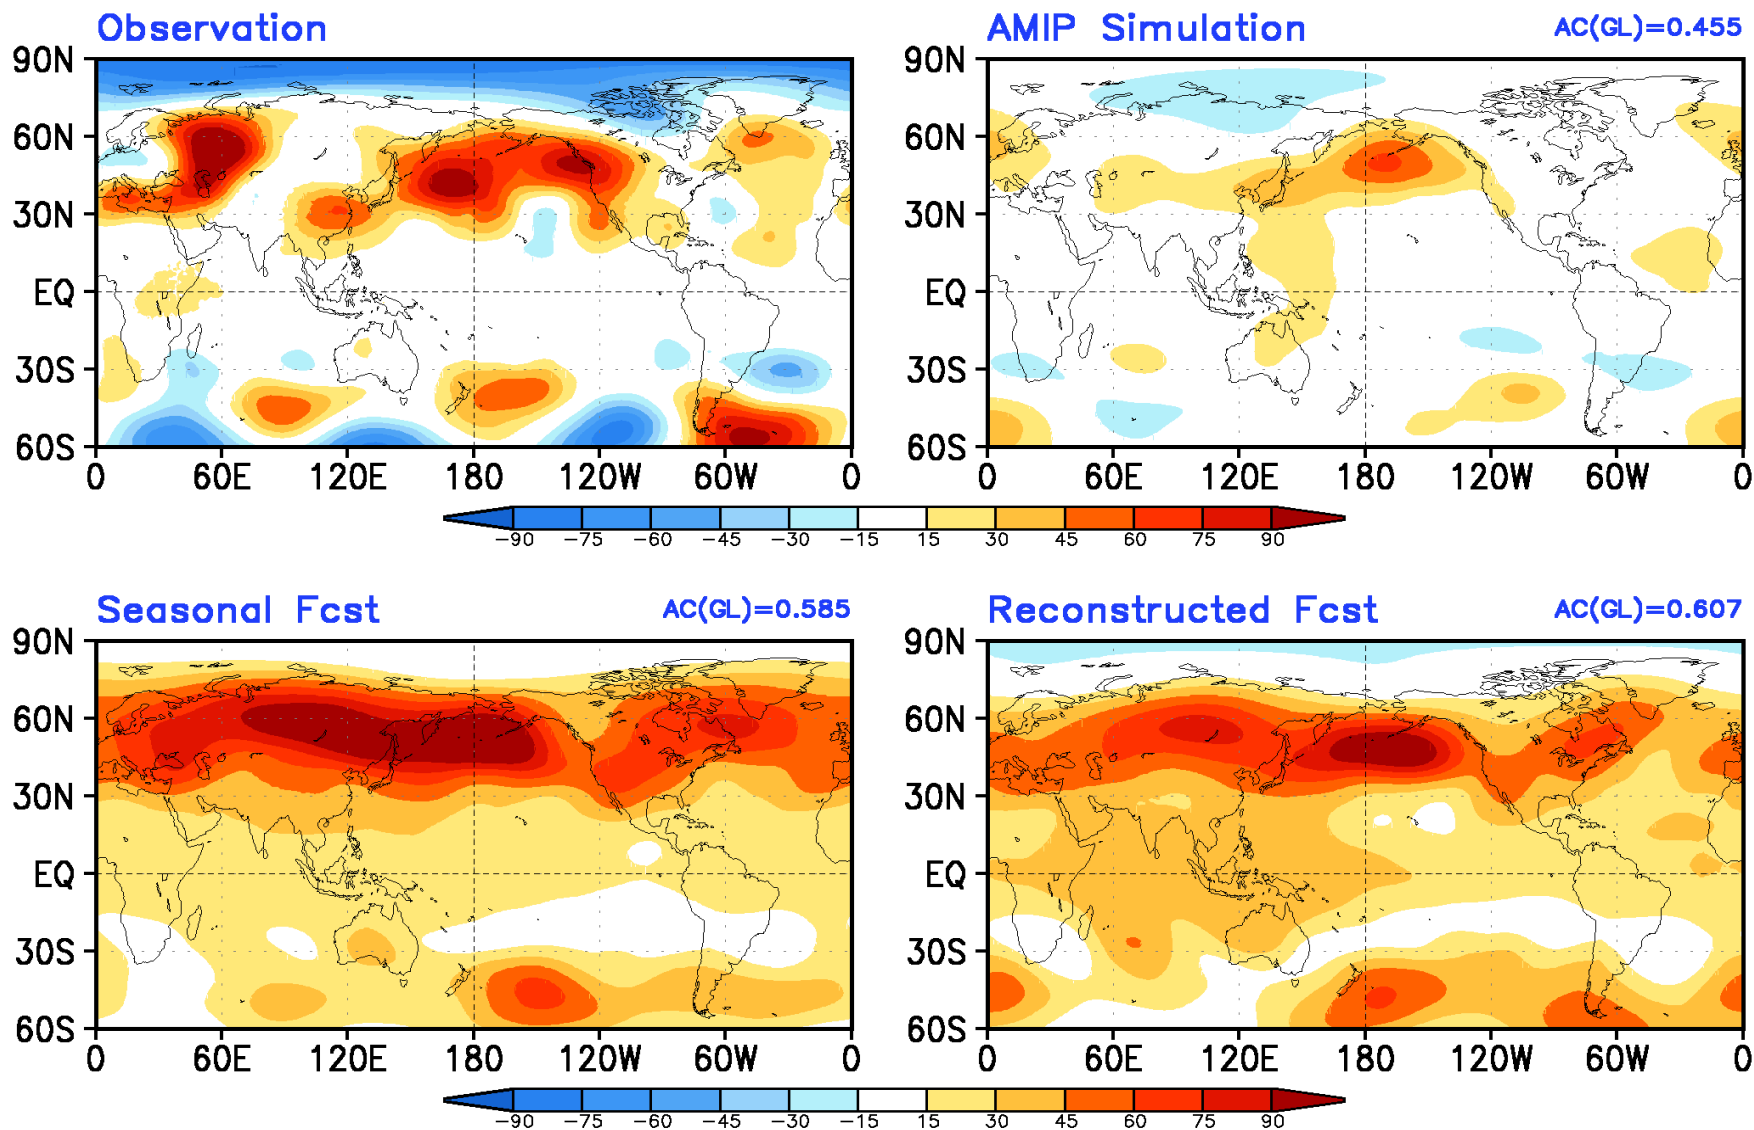 Observation
AMIP Simulation AC(GL)=0.455
90N 90N
60N 60N
30N 30N
EQ EQ
30S 30S
60S 60S
0 60E 120E 180 120W 60W 0 0 60E 120E 180 120W 60W 0
-90 -75 -60 -45 -30 -15 15 30 45 60 75 90
Seasonal Fcst AC(GL)=0.585
Reconstructed Fcst AC(GL)=0.607
90N 90N
60N 60N
30N 30N
EQ EQ
30S 30S
60S 60S
0 60E 120E 180 120W 60W 0 0 60E 120E 180 120W 60W 0
-90 -75 -60 -45 -30 -15 15 30 45 60 75 90